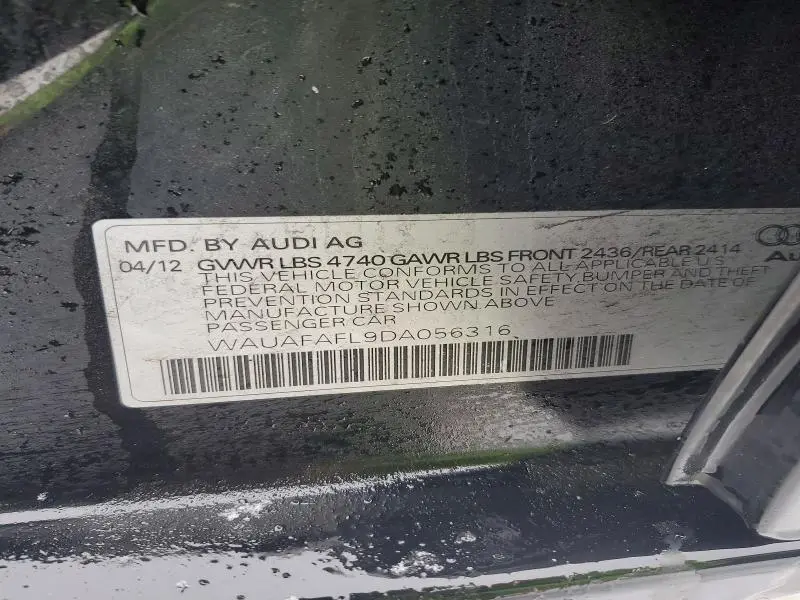 MFD. BY AUDI AG
04/12 GVWR LBS 4740 GAWR LBS FRONT 2436/REAR 2414
THIS VEHICLE CONFORMS TO ALL APPLICABLE U.S.
FEDERAL MOTOR VEHICLE SAFETY BUMPER AND THEFT
PREVENTION STANDARDS IN EFFECT ON THE DATE OF
MANUFACTURE SHOWN ABOVE
PASSENGER CAR
WAUAFAFL9DA056316